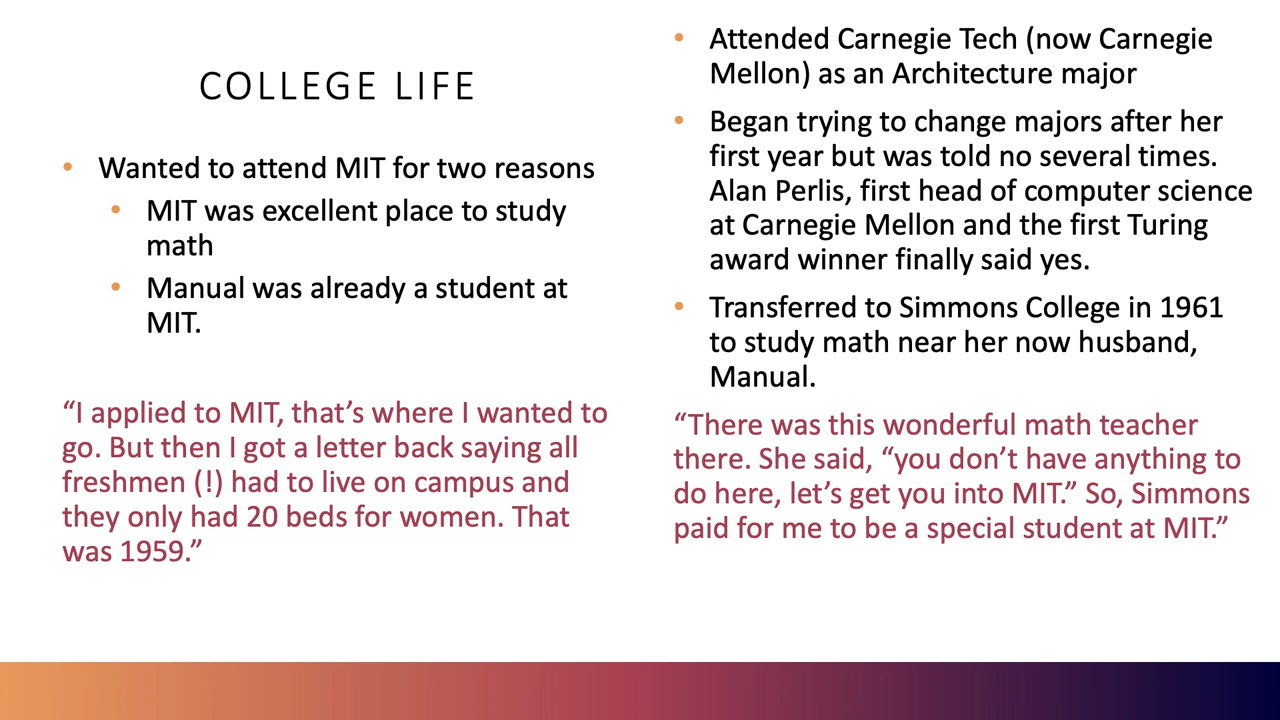 COLLEGE LIFE
• Wanted to attend MIT for two reasons
• MIT was excellent place to study
math
• Manual was already a student at
MIT.
“I applied to MIT, that’s where I wanted to
go. But then I got a letter back saying all
freshmen (!) had to live on campus and
they only had 20 beds for women. That
was 1959.”
• Attended Carnegie Tech (now Carnegie
Mellon) as an Architecture major
• Began trying to change majors after her
first year but was told no several times.
Alan Perlis, first head of computer science
at Carnegie Mellon and the first Turing
award winner finally said yes.
• Transferred to Simmons College in 1961
to study math near her now husband,
Manual.
“There was this wonderful math teacher
there. She said, “you don’t have anything to
do here, let’s get you into MIT.” So, Simmons
paid for me to be a special student at MIT.”